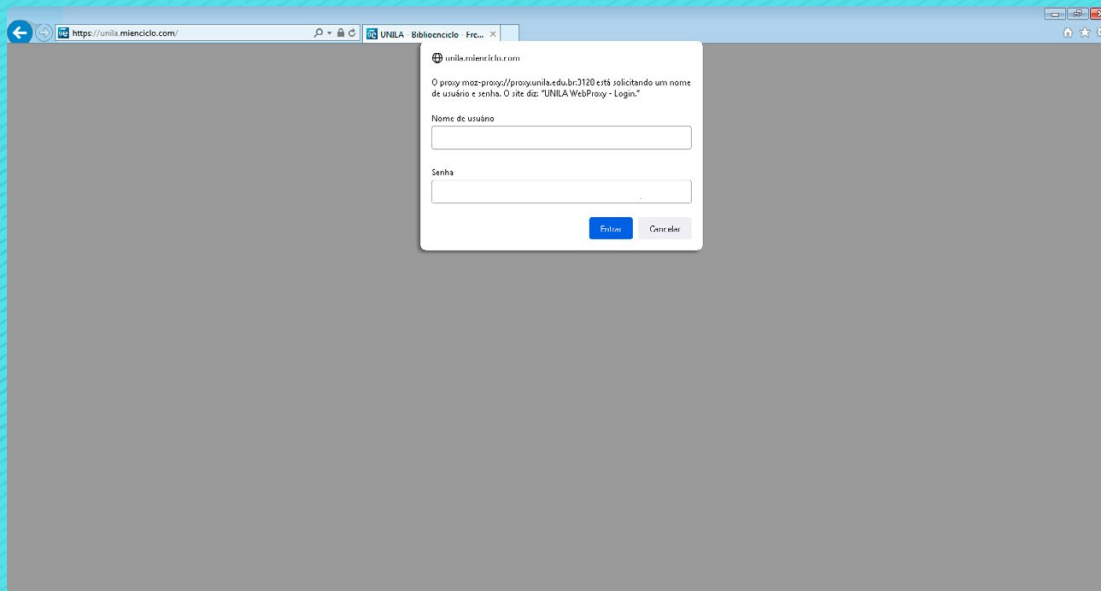 https://unila.mienciclo.com/
UNILA - Biblioenciclo - Fre...
unila.mienciclo.com
O proxy moz-proxy://proxy.unila.edu.br:3128 está solicitando um nome
de usuário e senha. O site diz: “UNILA WebProxy - Login.”
Nome de usuário
Senha
Entrar
Cancelar